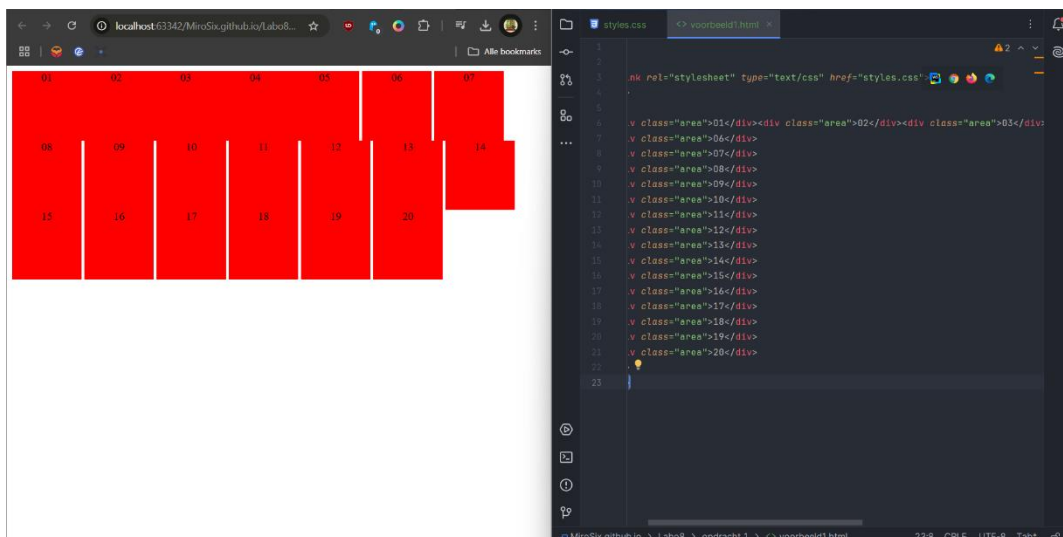 localhost:63342/MiroSix.github.io/Labo8...
Alle bookmarks
01 02 03 04 05 06 07
08 09 10 11 12 13 14
15 16 17 18 19 20
styles.css
voorbeeld1.html
2
1
2
3 nk rel="stylesheet" type="text/css" href="styles.css">
4
5
6 v class="area">01</div><div class="area">02</div><div class="area">03</div>
7 v class="area">06</div>
8 v class="area">07</div>
9 v class="area">08</div>
10 v class="area">09</div>
11 v class="area">10</div>
12 v class="area">11</div>
13 v class="area">12</div>
14 v class="area">13</div>
15 v class="area">14</div>
16 v class="area">15</div>
17 v class="area">16</div>
18 v class="area">17</div>
19 v class="area">18</div>
20 v class="area">19</div>
21 v class="area">20</div>
22
23
MiroSix.github.io > Labo8 > opdracht 1 > voorbeeld1.html 23:8 CRLF UTF-8 Tab*